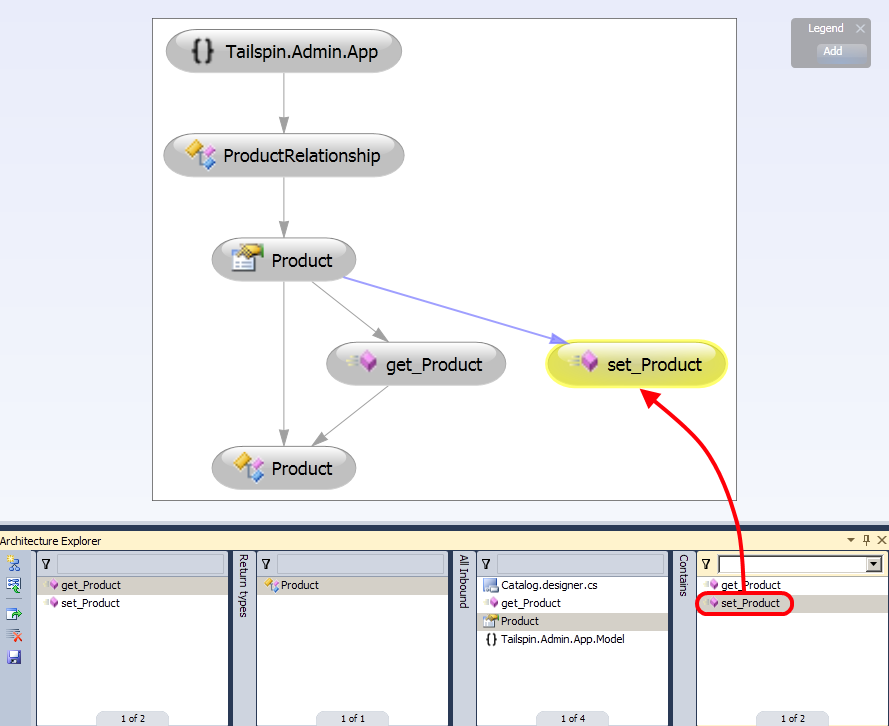 Legend
Add
{} Tailspin.Admin.App
ProductRelationship
Product
get_Product
set_Product
Product
Architecture Explorer
get_Product
set_Product
1 of 2
Return types
Product
1 of 1
All Inbound
Catalog.designer.cs
get_Product
Product
{} Tailspin.Admin.App.Model
1 of 4
Contains
get_Product
set_Product
1 of 2